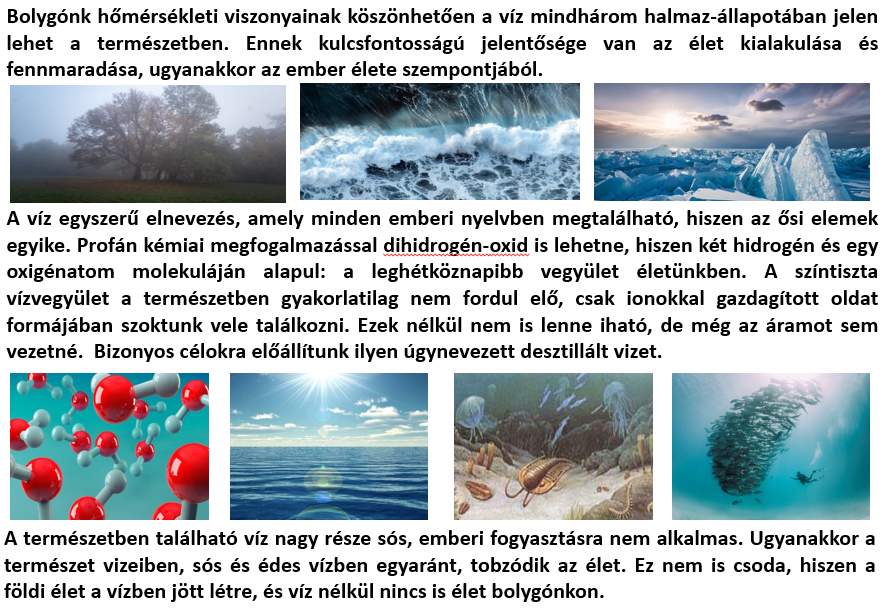 Bolygónk hőmérsékleti viszonyainak köszönhetően a víz mindhárom halmaz-állapotában jelen
lehet a természetben. Ennek kulcsfontosságú jelentősége van az élet kialakulása és
fennmaradása, ugyanakkor az ember élete szempontjából.
A víz egyszerű elnevezés, amely minden emberi nyelvben megtalálható, hiszen az ősi elemek
egyike. Profán kémiai megfogalmazással dihidrogén-oxid is lehetne, hiszen két hidrogén és egy
oxigénatom molekuláján alapul: a leghétköznapibb vegyület életünkben. A színtiszta
vízvegyület a természetben gyakorlatilag nem fordul elő, csak ionokkal gazdagított oldat
formájában szoktunk vele találkozni. Ezek nélkül nem is lenne iható, de még az áramot sem
vezetné. Bizonyos célokra előállítunk ilyen úgynevezett desztillált vizet.
A természetben található víz nagy része sós, emberi fogyasztásra nem alkalmas. Ugyanakkor a
természet vizeiben, sós és édes vízben egyaránt, tobzódik az élet. Ez nem is csoda, hiszen a
földi élet a vízben jött létre, és víz nélkül nincs is élet bolygónkon.